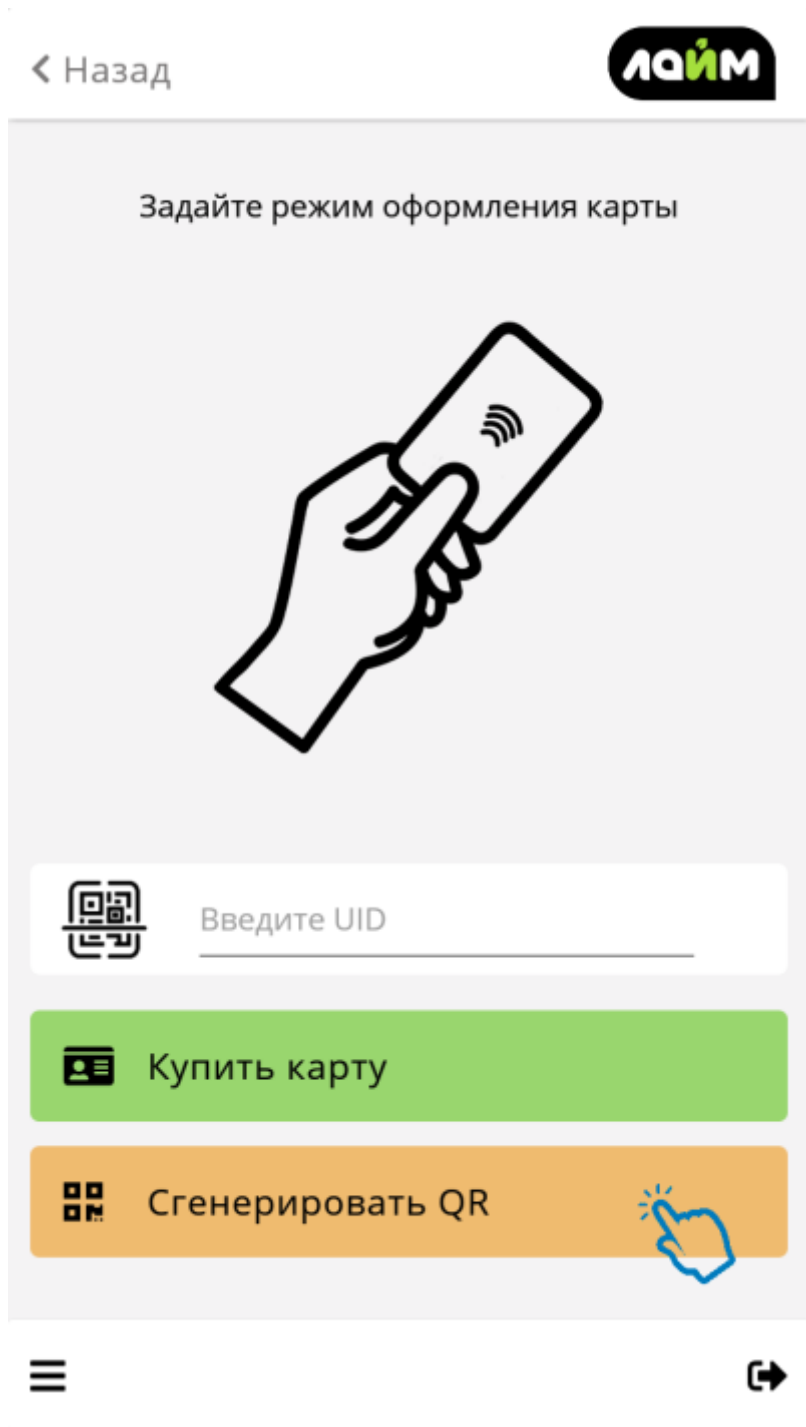 Назад
лайм
Задайте режим оформления карты
Введите UID
Купить карту
Сгенерировать QR